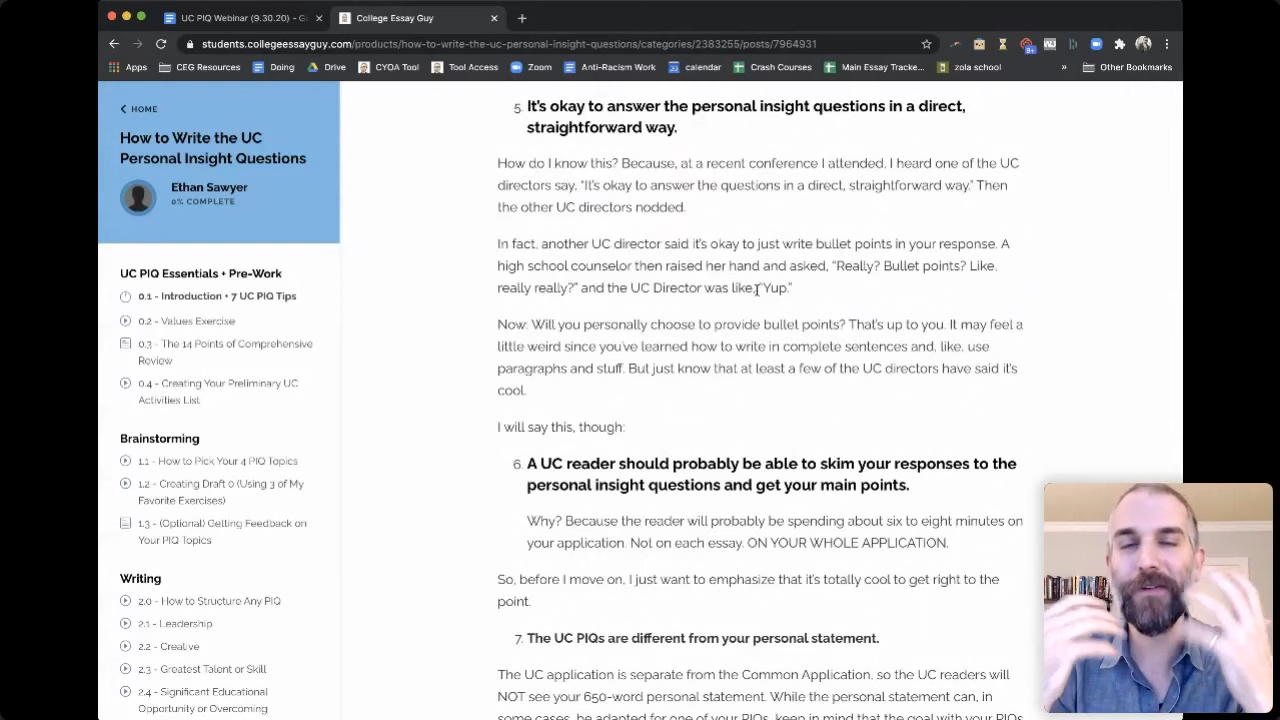 UC PIQ Webinar (9.30.20) - G
College Essay Guy
students.collegeessayguy.com/products/how-to-write-the-uc-personal-insight-questions/categories/2383255/posts/7964931
Apps
CEG Resources
Doing
Drive
CYOA Tool
Tool Access
Zoom
Anti-Racism Work
calendar
Crash Courses
Main Essay Tracke...
zola school
»
Other Bookmarks
HOME
How to Write the UC
Personal Insight Questions
Ethan Sawyer
0% COMPLETE
UC PIQ Essentials + Pre-Work
0.1 - Introduction + 7 UC PIQ Tips
0.2 - Values Exercise
0.3 - The 14 Points of Comprehensive
Review
0.4 - Creating Your Preliminary UC
Activities List
Brainstorming
1.1 - How to Pick Your 4 PIQ Topics
1.2 - Creating Draft 0 (Using 3 of My
Favorite Exercises)
1.3 - (Optional) Getting Feedback on
Your PIQ Topics
Writing
2.0 - How to Structure Any PIQ
2.1 - Leadership
2.2 - Creative
2.3 - Greatest Talent or Skill
2.4 - Significant Educational
Opportunity or Overcoming
5. It's okay to answer the personal insight questions in a direct,
straightforward way.
How do I know this? Because, at a recent conference I attended, I heard one of the UC
directors say, "It's okay to answer the questions in a direct, straightforward way." Then
the other UC directors nodded.
In fact, another UC director said it's okay to just write bullet points in your response. A
high school counselor then raised her hand and asked, "Really? Bullet points? Like,
really really?" and the UC Director was like, "Yup."
Now: Will you personally choose to provide bullet points? That's up to you. It may feel a
little weird since you've learned how to write in complete sentences and, like, use
paragraphs and stuff. But just know that at least a few of the UC directors have said it's
cool.
I will say this, though:
6. A UC reader should probably be able to skim your responses to the
personal insight questions and get your main points.
Why? Because the reader will probably be spending about six to eight minutes on
your application. Not on each essay. ON YOUR WHOLE APPLICATION.
So, before I move on, I just want to emphasize that it's totally cool to get right to the
point.
7. The UC PIQs are different from your personal statement.
The UC application is separate from the Common Application, so the UC readers will
NOT see your 650-word personal statement. While the personal statement can, in
some cases, be adapted for one of your PIQs, keep in mind that the goal with your PIQs